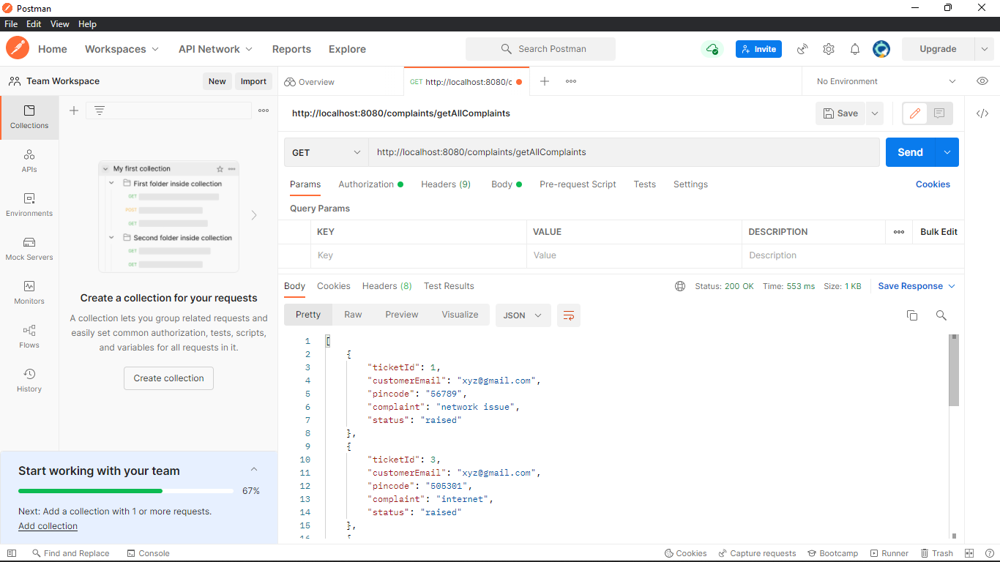 Postman
File Edit View Help
Home Workspaces API Network Reports Explore Search Postman Invite Upgrade
Team Workspace New Import Overview GET http://localhost:8080/c No Environment
Collections
APIs
Environments
Mock Servers
Monitors
Flows
History
My first collection
First folder inside collection
GET
POST
GET
Second folder inside collection
GET
GET
Create a collection for your requests
A collection lets you group related requests and
easily set common authorization, tests, scripts,
and variables for all requests in it.
Create collection
Start working with your team
67%
Next: Add a collection with 1 or more requests.
Add collection
http://localhost:8080/complaints/getAllComplaints Save
GET http://localhost:8080/complaints/getAllComplaints Send
Params Authorization Headers (9) Body Pre-request Script Tests Settings Cookies
Query Params
KEY VALUE DESCRIPTION Bulk Edit
Key Value Description
Body Cookies Headers (8) Test Results Status: 200 OK Time: 553 ms Size: 1 KB Save Response
Pretty Raw Preview Visualize JSON
1 [
2 {
3 "ticketId": 1,
4 "customerEmail": "xyz@gmail.com",
5 "pincode": "56789",
6 "complaint": "network issue",
7 "status": "raised"
8 },
9 {
10 "ticketId": 3,
11 "customerEmail": "xyz@gmail.com",
12 "pincode": "505301",
13 "complaint": "internet",
14 "status": "raised"
15 },
16 {
Find and Replace Console Cookies Capture requests Bootcamp Runner Trash